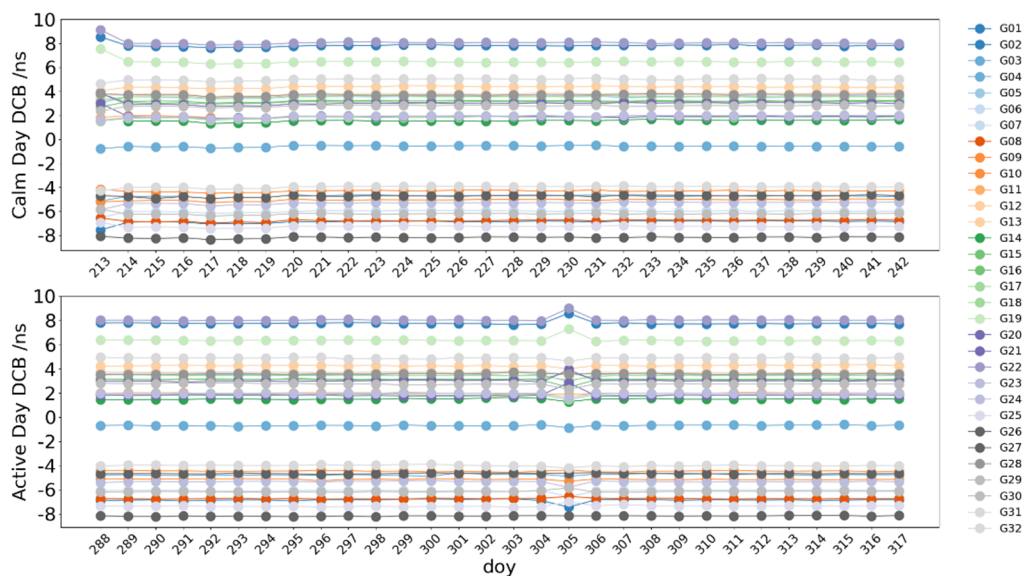 Calm Day DCB /ns
10
8
6
4
2
0
-2
-4
-6
-8
213 214 215 216 217 218 219 220 221 222 223 224 225 226 227 228 229 230 231 232 233 234 235 236 237 238 239 240 241 242
Active Day DCB /ns
10
8
6
4
2
0
-2
-4
-6
-8
288 289 290 291 292 293 294 295 296 297 298 299 300 301 302 303 304 305 306 307 308 309 310 311 312 313 314 315 316 317
doy
G01
G02
G03
G04
G05
G06
G07
G08
G09
G10
G11
G12
G13
G14
G15
G16
G17
G18
G19
G20
G21
G22
G23
G24
G25
G26
G27
G28
G29
G30
G31
G32